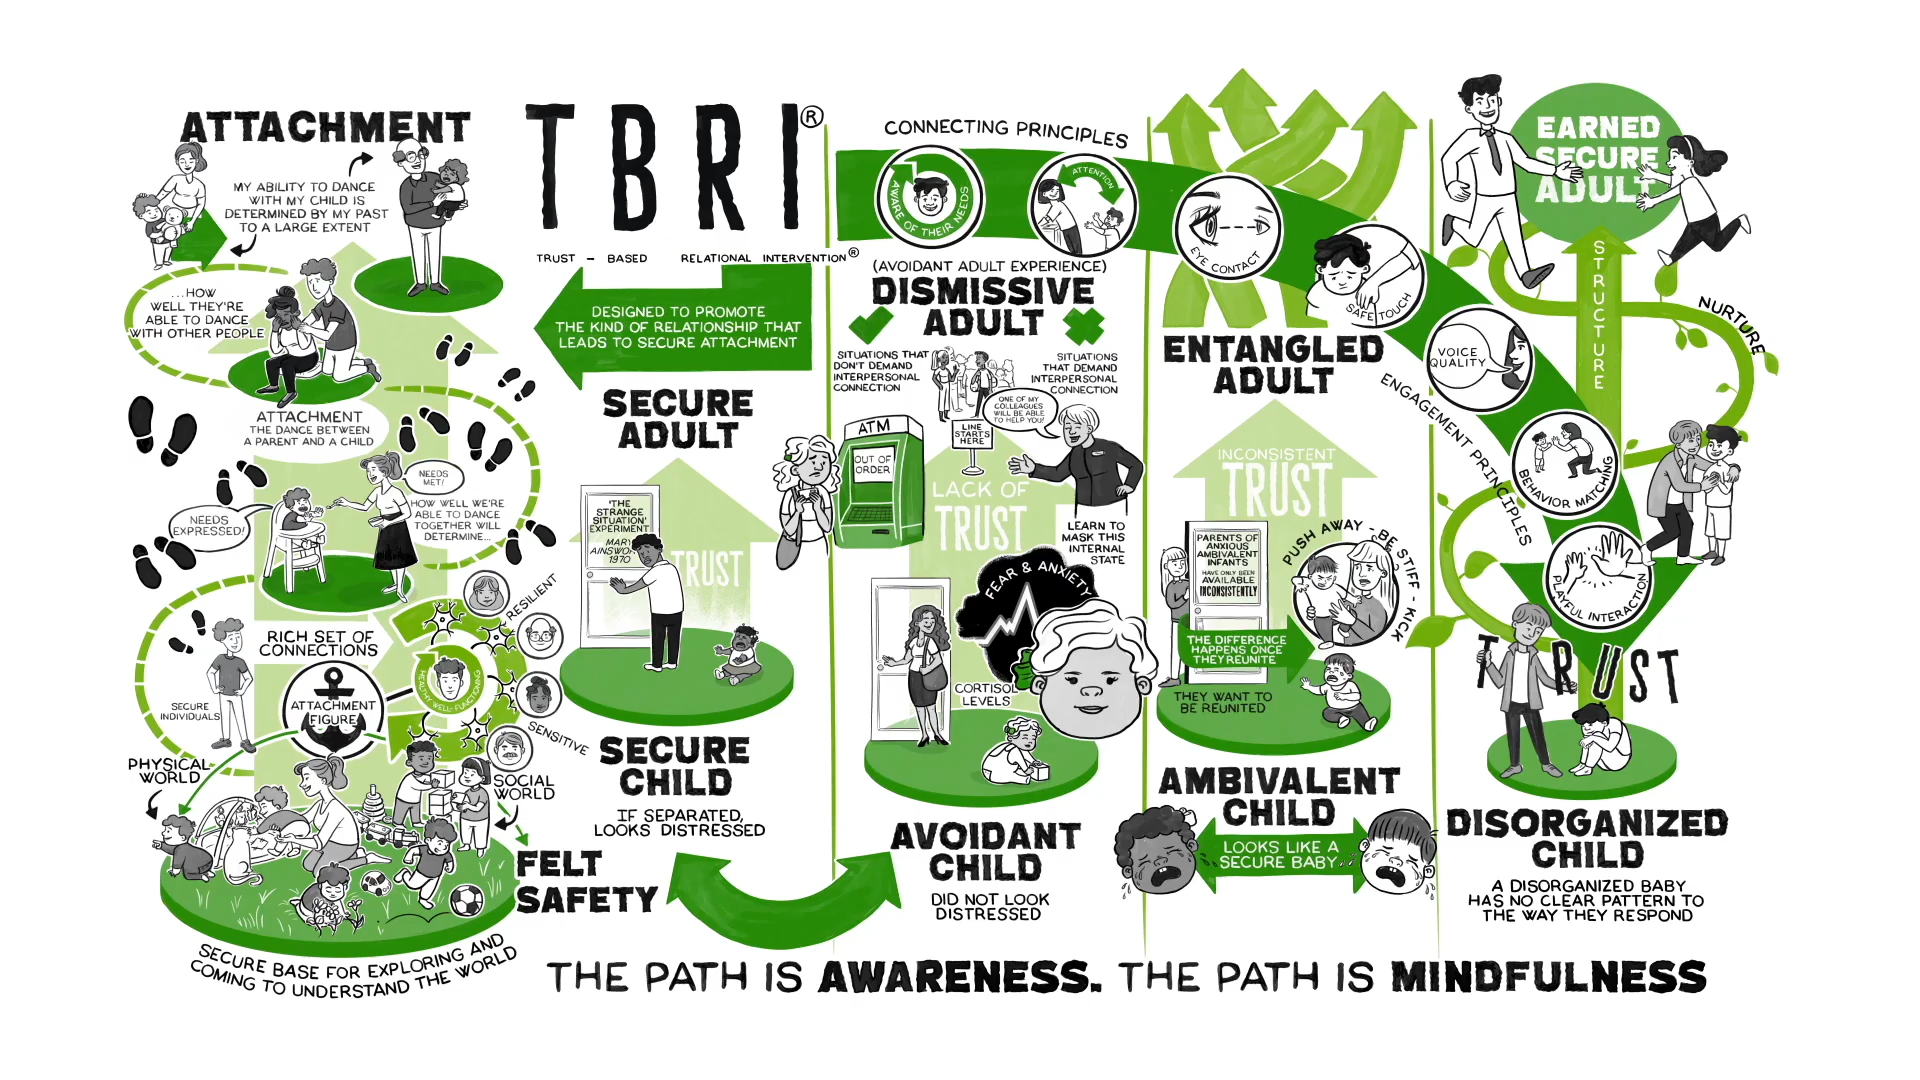 ATTACHMENT
MY ABILITY TO DANCE
WITH MY CHILD IS
DETERMINED BY MY PAST
TO A LARGE EXTENT
...HOW
WELL THEY'RE
ABLE TO DANCE
WITH OTHER PEOPLE
ATTACHMENT
THE DANCE BETWEEN
A PARENT AND A CHILD
NEEDS
MET!
NEEDS
EXPRESSED!
HOW WELL WE'RE
ABLE TO DANCE
TOGETHER WILL
DETERMINE...
RICH SET OF
CONNECTIONS
SECURE
INDIVIDUALS
ATTACHMENT
FIGURE
HEALTHY WELL-FUNCTIONING
RESILIENT
SENSITIVE
PHYSICAL
WORLD
SOCIAL
WORLD
FELT
SAFETY
SECURE BASE FOR EXPLORING AND
COMING TO UNDERSTAND THE WORLD
TBRI®
TRUST - BASED RELATIONAL INTERVENTION®
DESIGNED TO PROMOTE
THE KIND OF RELATIONSHIP THAT
LEADS TO SECURE ATTACHMENT
SECURE
ADULT
'THE
STRANGE
SITUATION'
EXPERIMENT
MARY
AINSWO
1970
TRUST
SECURE
CHILD
IF SEPARATED,
LOOKS DISTRESSED
CONNECTING PRINCIPLES
AWARE OF THEIR NEEDS
ATTENTION
EYE CONTACT
SAFE TOUCH
ENGAGEMENT PRINCIPLES
VOICE
QUALITY
BEHAVIOR MATCHING
PLAYFUL INTERACTION
(AVOIDANT ADULT EXPERIENCE)
DISMISSIVE
ADULT
SITUATIONS THAT
DON'T DEMAND
INTERPERSONAL
CONNECTION
SITUATIONS
THAT DEMAND
INTERPERSONAL
CONNECTION
ONE OF MY
COLLEAGUES
WILL BE ABLE
TO HELP YOU!
LINE
STARTS
HERE
ATM
OUT OF
ORDER
LACK OF
TRUST
LEARN TO
MASK THIS
INTERNAL
STATE
FEAR & ANXIETY
CORTISOL
LEVELS
AVOIDANT
CHILD
DID NOT LOOK
DISTRESSED
ENTANGLED
ADULT
INCONSISTENT
TRUST
PARENTS OF
ANXIOUS
AMBIVALENT
INFANTS
HAVE ONLY BEEN
AVAILABLE
INCONSISTENTLY
PUSH AWAY - BE STIFF - KICK
THE DIFFERENCE
HAPPENS ONCE
THEY REUNITE
THEY WANT TO
BE REUNITED
AMBIVALENT
CHILD
LOOKS LIKE A
SECURE BABY
EARNED
SECURE
ADULT
STRUCTURE
NURTURE
TRUST
DISORGANIZED
CHILD
A DISORGANIZED BABY
HAS NO CLEAR PATTERN TO
THE WAY THEY RESPOND
THE PATH IS AWARENESS. THE PATH IS MINDFULNESS